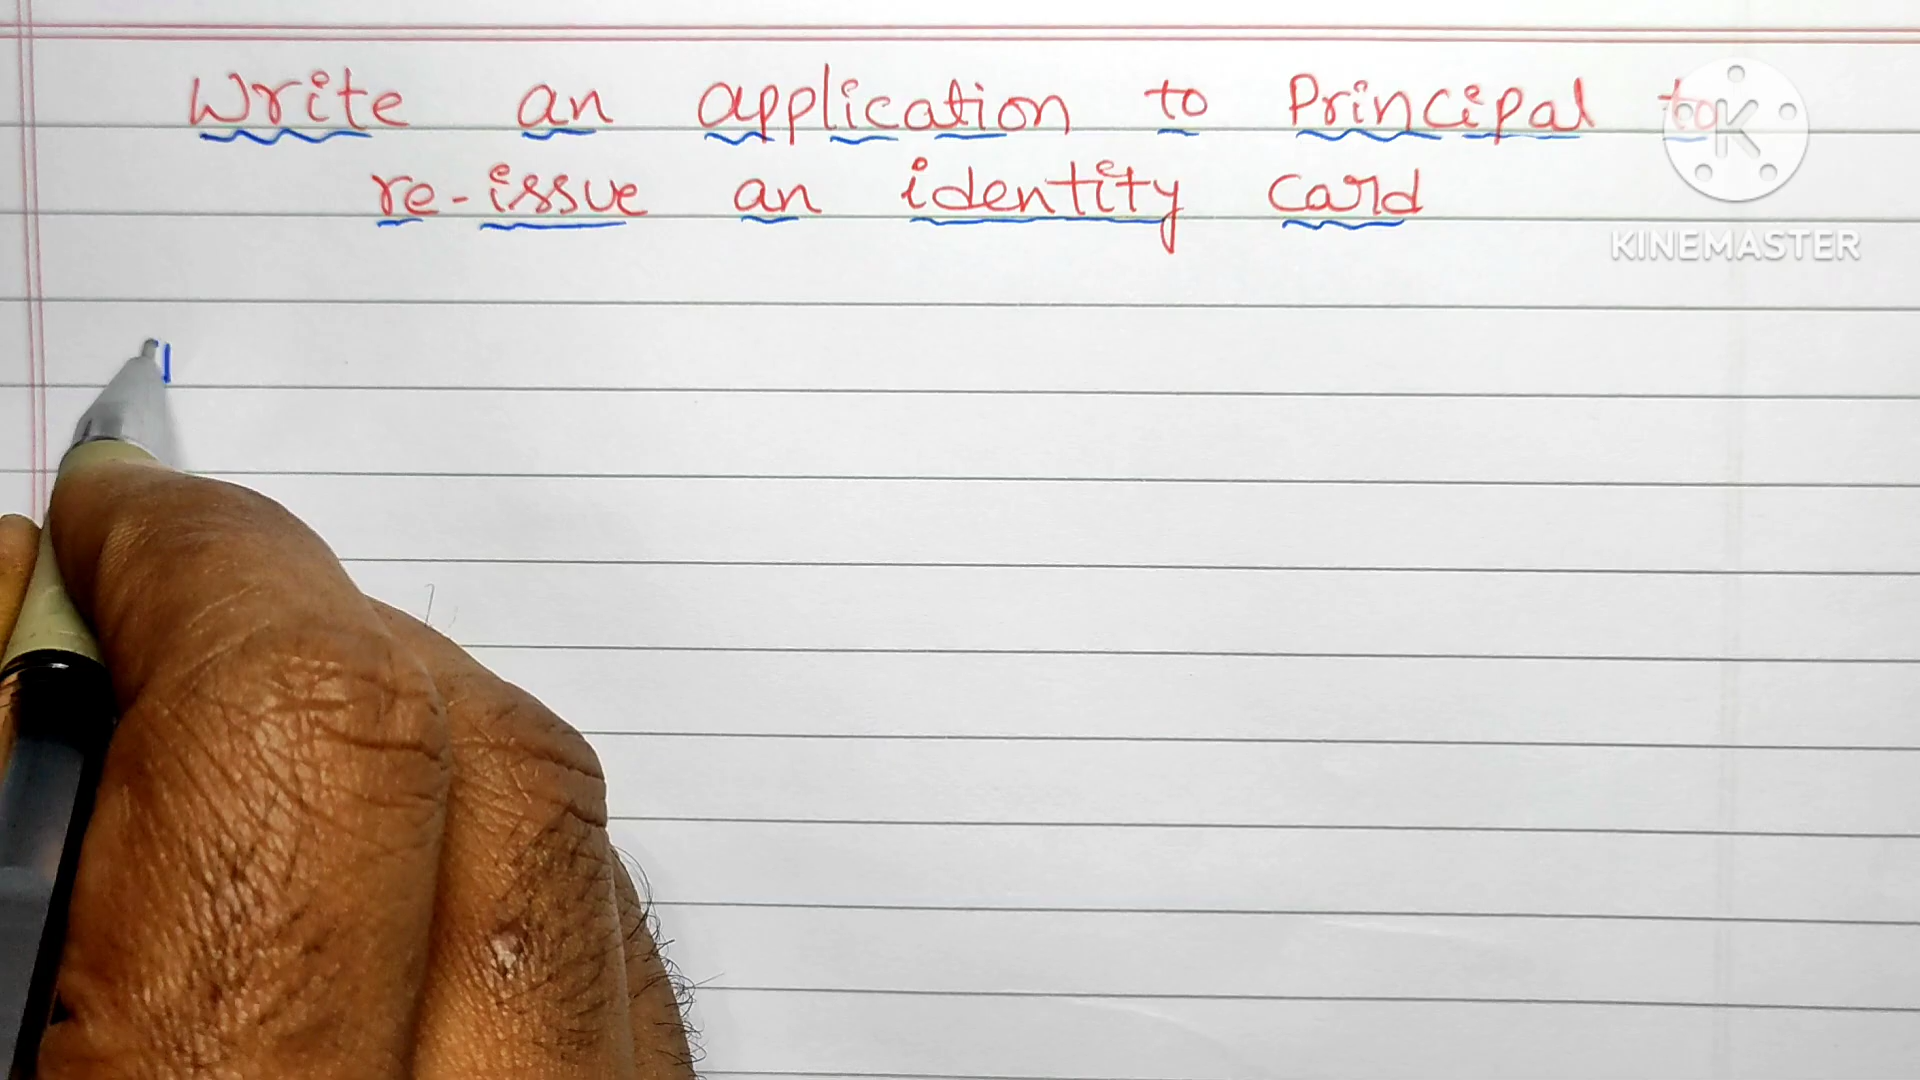 Write an application to Principal to
re-issue an identity card
KINEMASTER